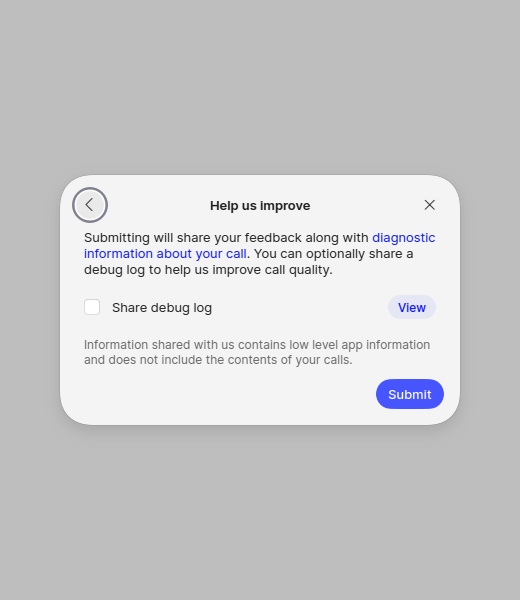 Help us improve
Submitting will share your feedback along with diagnostic
information about your call. You can optionally share a
debug log to help us improve call quality.
Share debug log
View
Information shared with us contains low level app information
and does not include the contents of your calls.
Submit